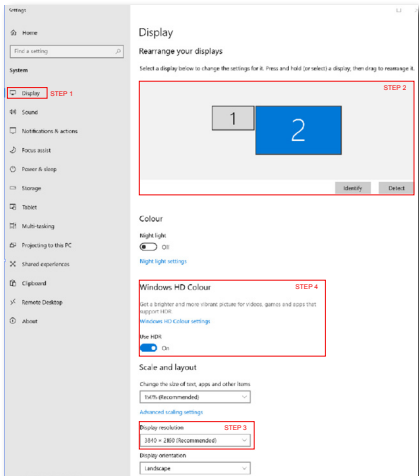 Settings
Home
Find a setting
System
Display STEP 1
Sound
Notifications & actions
Focus assist
Power & sleep
Storage
Tablet
Multi-tasking
Projecting to this PC
Shared experiences
Clipboard
Remote Desktop
About
Display
Rearrange your displays
Select a display below to change the settings for it. Press and hold (or select) a display, then drag to rearrange it.
STEP 2
1
2
Identify Detect
Colour
Night light
Off
Night light settings
Windows HD Colour STEP 4
Get a brighter and more vibrant picture for videos, games and apps that
support HDR
Windows HD Colour settings
Use HDR
On
Scale and layout
Change the size of text, apps and other items
150% (Recommended)
Advanced scaling settings
Display resolution STEP 3
3840 × 2160 (Recommended)
Display orientation
Landscape